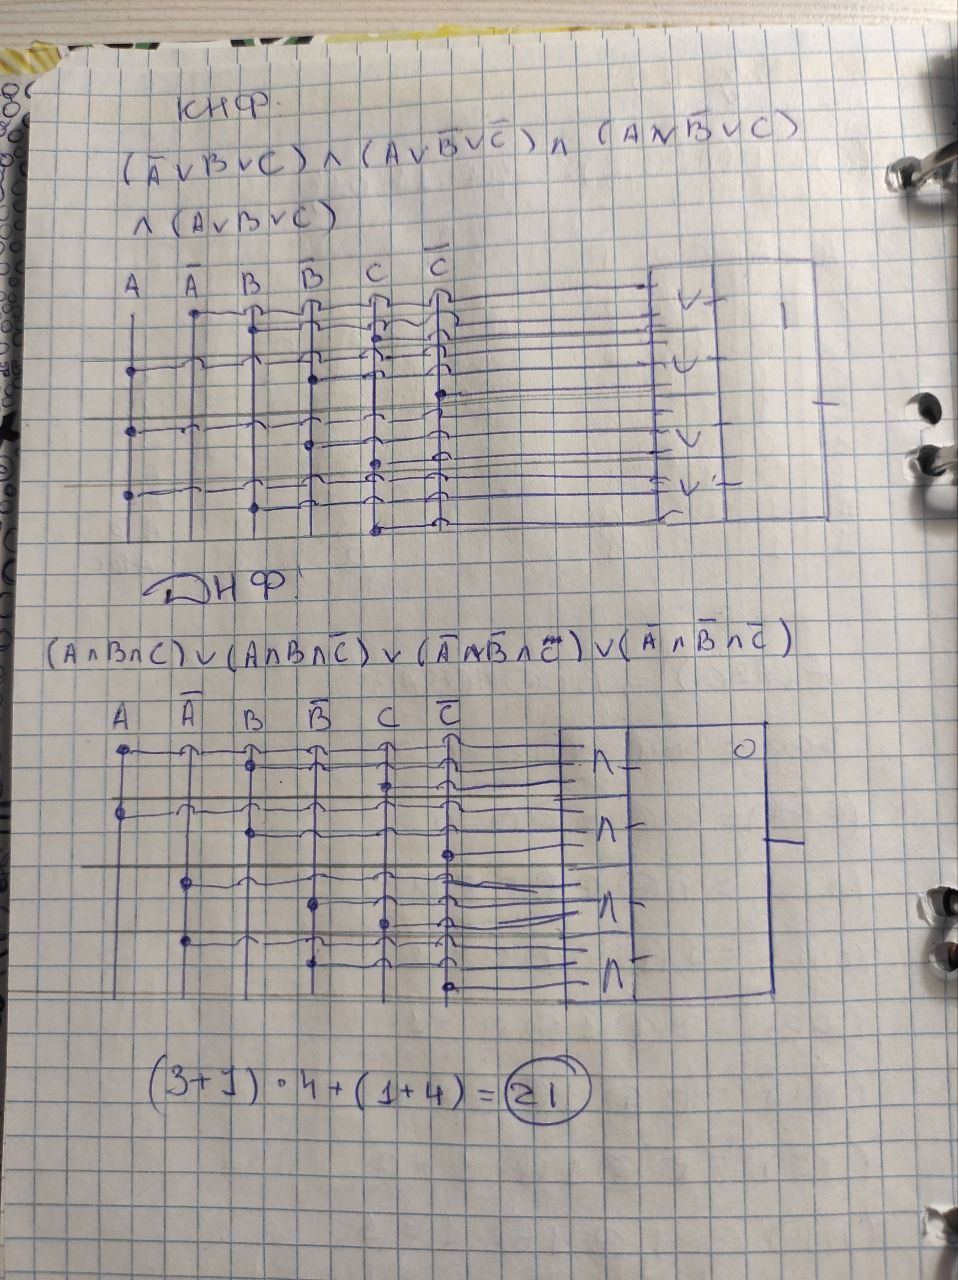 КНФ:
(A̅ ∨ B ∨ C) ∧ (A ∨ B̅ ∨ C̅) ∧ (A ∨ B̅ ∨ C)
∧ (A ∨ B ∨ C)
A A̅ B B̅ C C̅
∨ 1
∨
∨
∨
ДНФ:
(A ∧ B ∧ C) ∨ (A ∧ B ∧ C̅) ∨ (A̅ ∧ B̅ ∧ C) ∨ (A̅ ∧ B̅ ∧ C̅)
A A̅ B B̅ C C̅
∧ 0
∧
∧
∧
(3+1) · 4 + (1+4) = 21